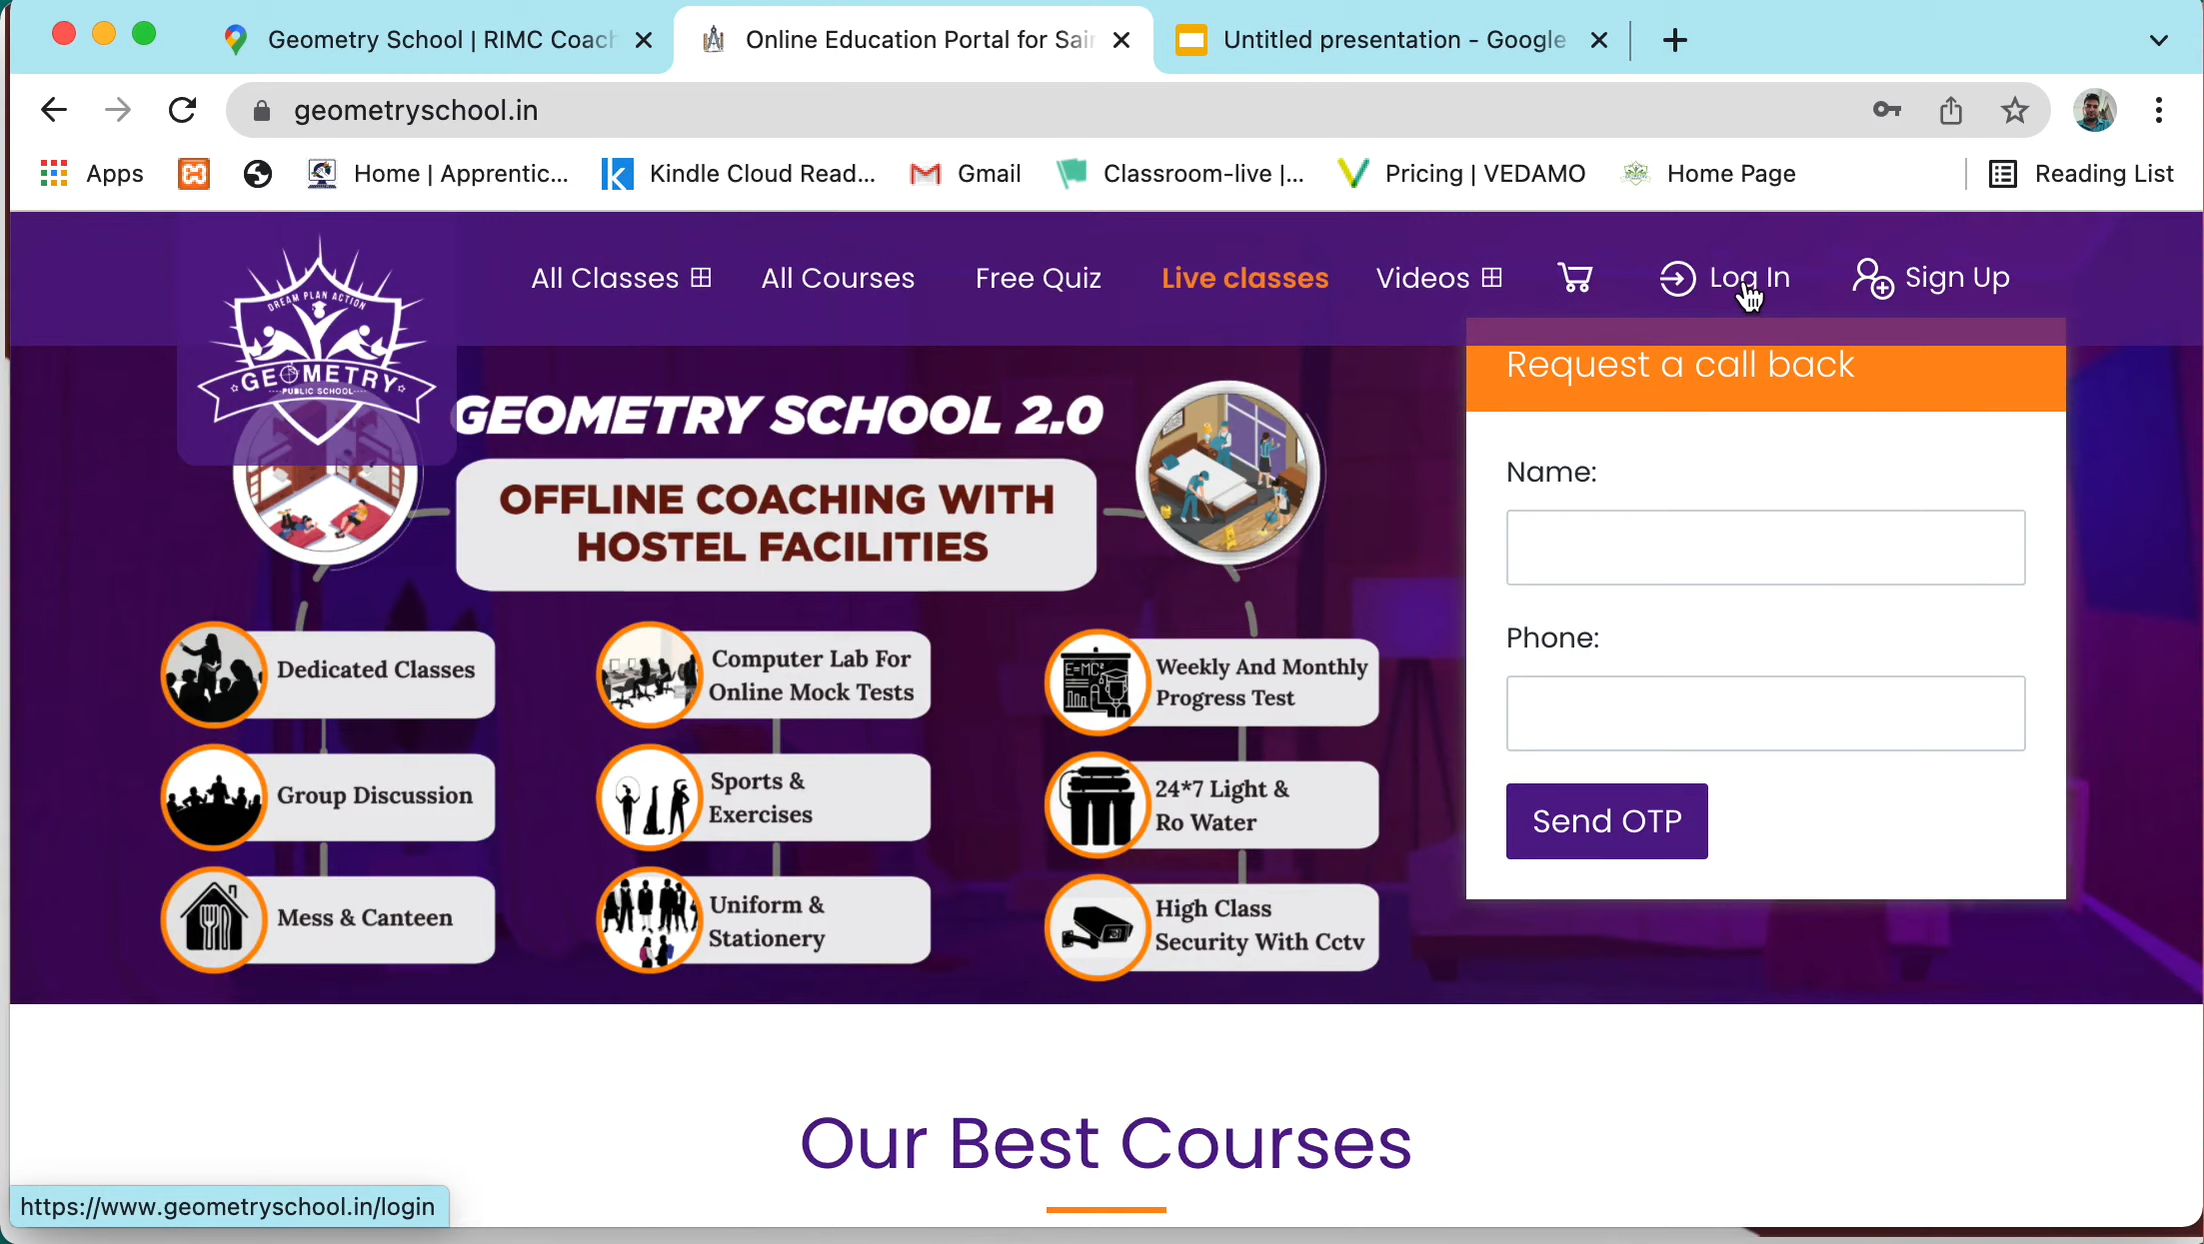 Geometry School | RIMC Coach
Online Education Portal for Sain
Untitled presentation - Google
geometryschool.in
Apps
Home | Apprentic...
Kindle Cloud Read...
Gmail
Classroom-live |...
Pricing | VEDAMO
Home Page
Reading List
DREAM PLAN ACTION
GEOMETRY
PUBLIC SCHOOL
All Classes
All Courses
Free Quiz
Live classes
Videos
Log In
Sign Up
GEOMETRY SCHOOL 2.0
OFFLINE COACHING WITH
HOSTEL FACILITIES
Dedicated Classes
Group Discussion
Mess & Canteen
Computer Lab For
Online Mock Tests
Sports &
Exercises
Uniform &
Stationery
E=MC²
Weekly And Monthly
Progress Test
24*7 Light &
Ro Water
High Class
Security With Cctv
Request a call back
Name:
Phone:
Send OTP
Our Best Courses
https://www.geometryschool.in/login